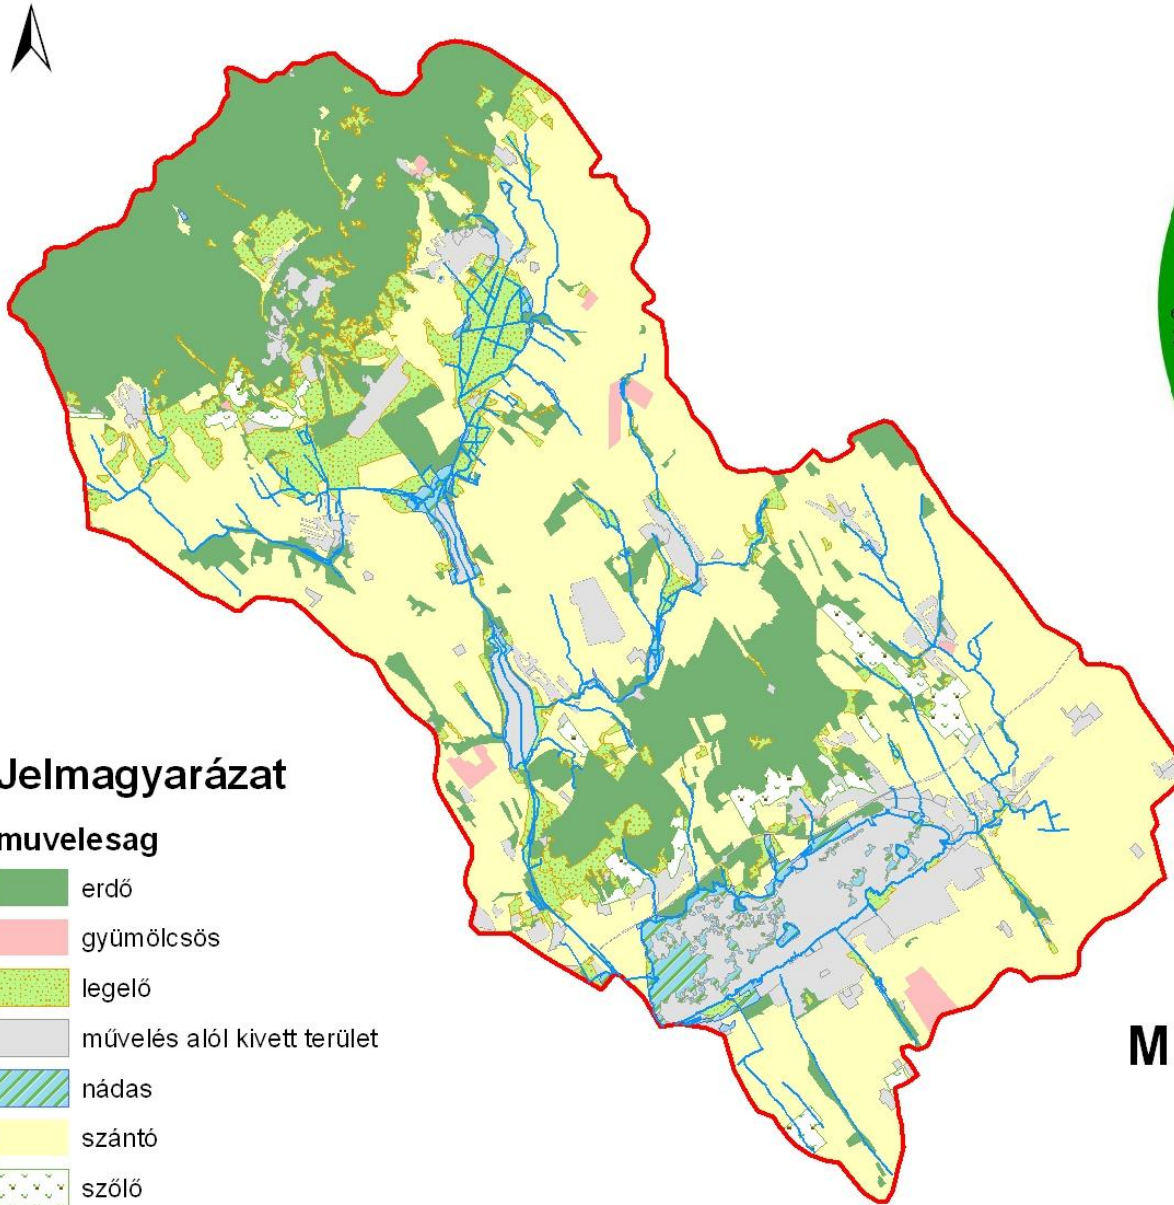 Jelmagyarázat
muvelesag
erdő
gyümölcsös
legelő
művelés alól kivett terület
nádas
szántó
szőlő
M